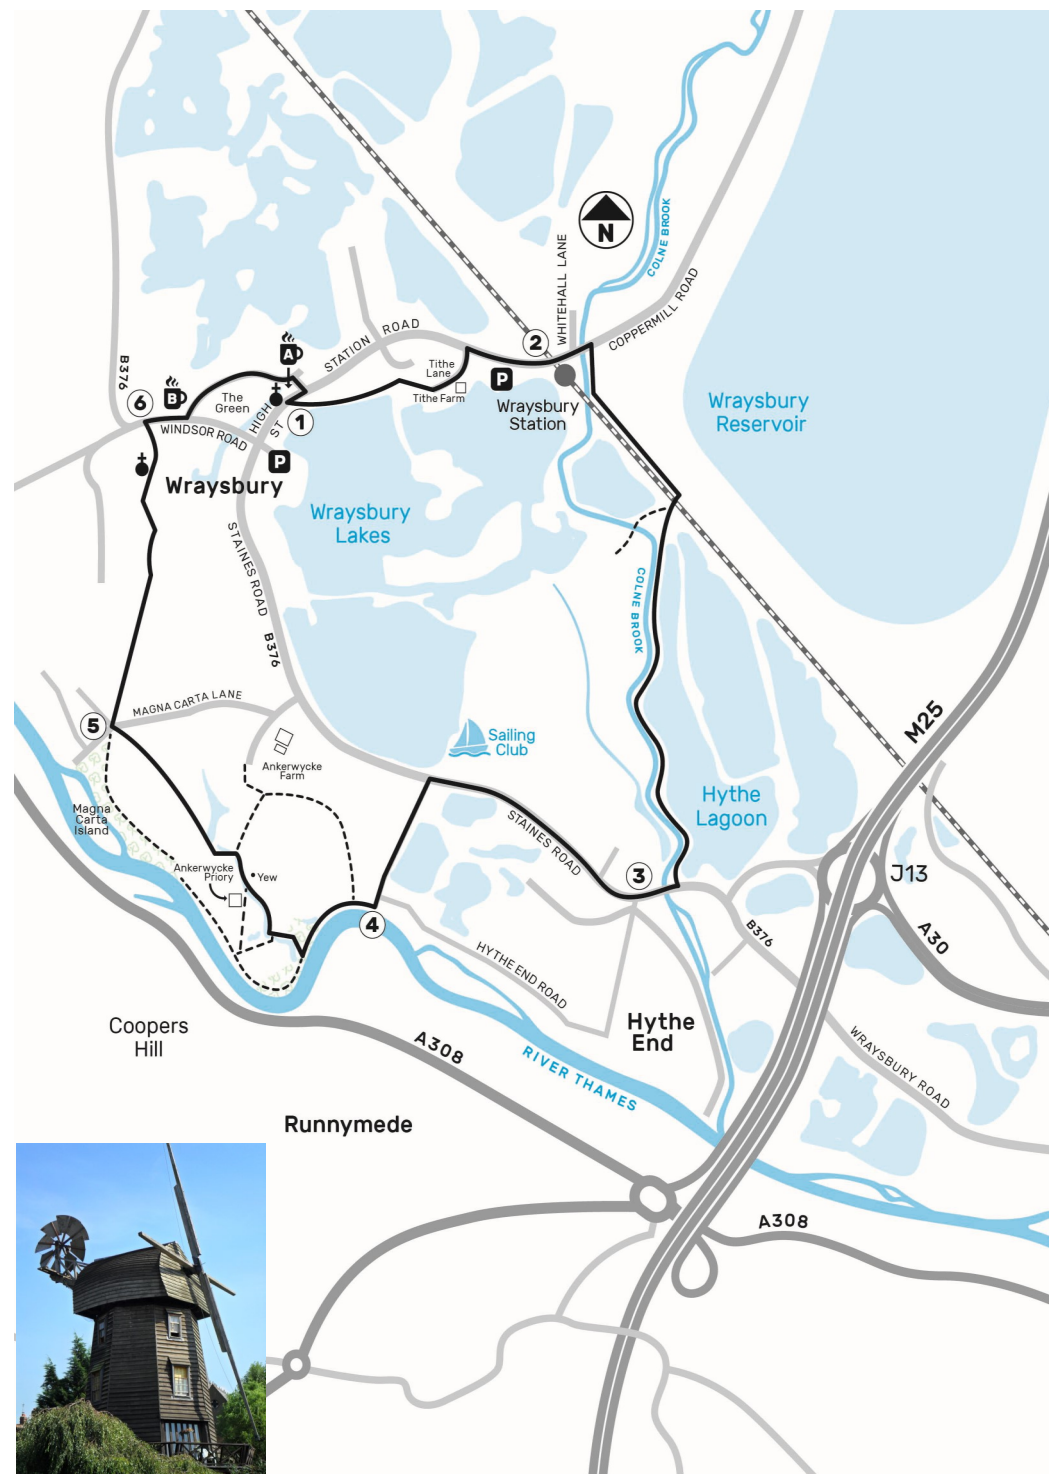 COLNE BROOK
N
WHITEHALL LANE
COPPERMILL ROAD
2
STATION ROAD
A
B376
6
B
The
Green
HIGH
ST
1
Tithe
Lane
Tithe Farm
P
Wraysbury
Station
Wraysbury
Reservoir
WINDSOR ROAD
P
Wraysbury
Wraysbury
Lakes
STAINES ROAD
B376
COLNE BROOK
MAGNA CARTA LANE
5
Ankerwycke
Farm
Sailing
Club
M25
Hythe
Lagoon
Magna
Carta
Island
STAINES ROAD
Ankerwycke
Priory
Yew
3
J13
4
B376
A30
HYTHE END ROAD
Hythe
End
Coopers
Hill
A308
RIVER THAMES
WRAYSBURY ROAD
Runnymede
A308